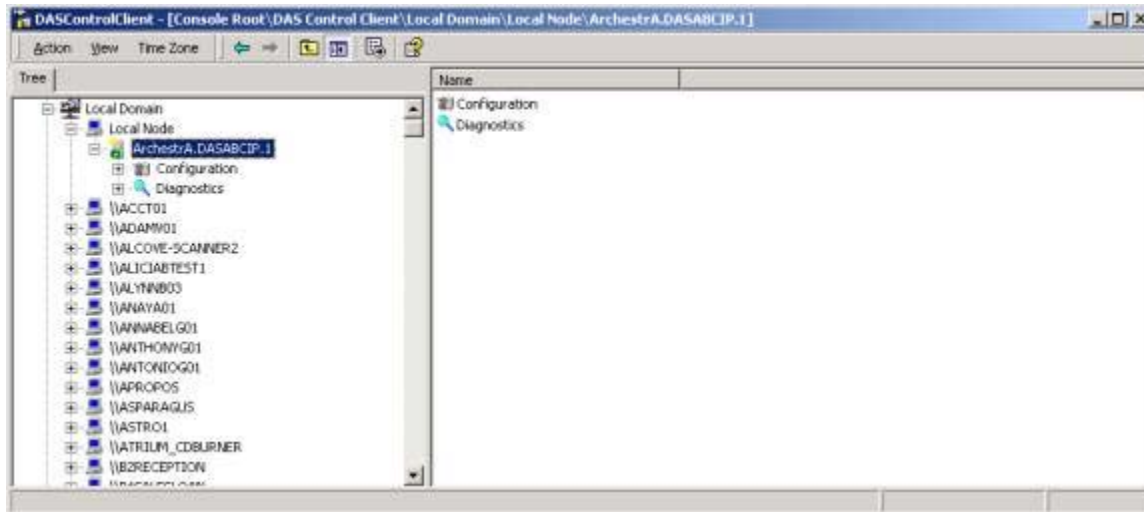 DASControlClient - [Console Root\DAS Control Client\Local Domain\Local Node\ArchestrA.DASABCIP.1]
Action View Time Zone
Tree
Name
Local Domain
Local Node
ArchestrA.DASABCIP.1
Configuration
Diagnostics
\\ACCT01
\\ADAMW01
\\ALCOVE-SCANNER2
\\ALICIABTEST1
\\ALYNNB03
\\ANAYA01
\\ANNABELG01
\\ANTHONYG01
\\ANTONIOG01
\\APROPOS
\\ASPARAGUS
\\ASTRO1
\\ATRIUM_CDBURNER
\\B2RECEPTION
Configuration
Diagnostics